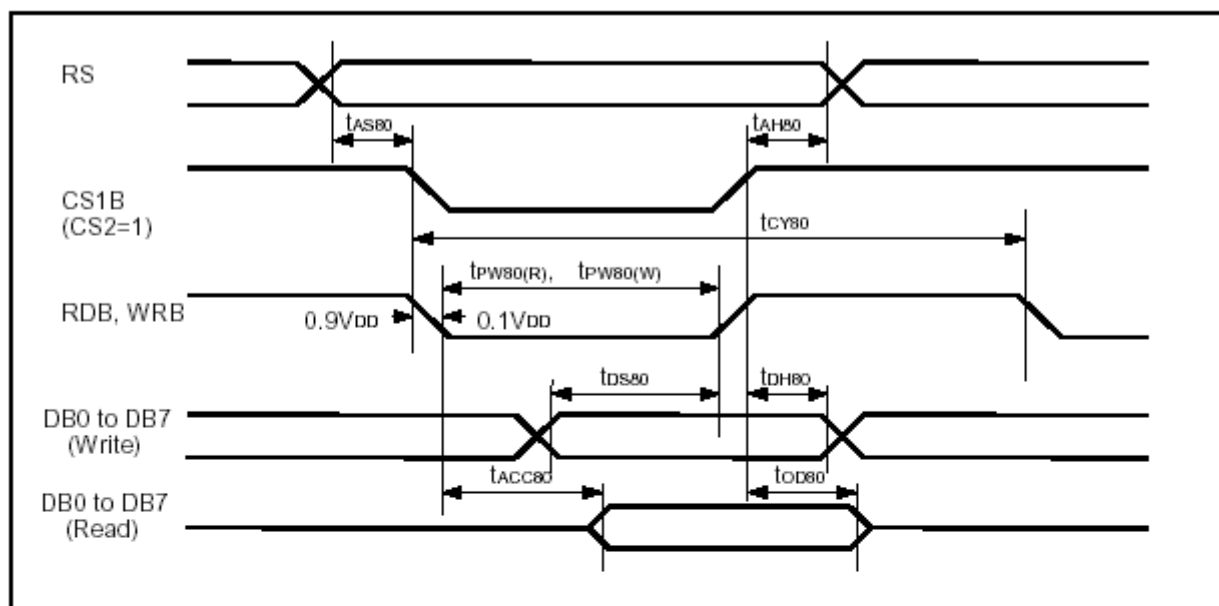 RS
tAS80 tAH80
CS1B
(CS2=1)
tCY80
tPW80(R), tPW80(W)
RDB, WRB
0.9VDD 0.1VDD
tDS80 tDH80
DB0 to DB7
(Write)
tACC80 tOD80
DB0 to DB7
(Read)